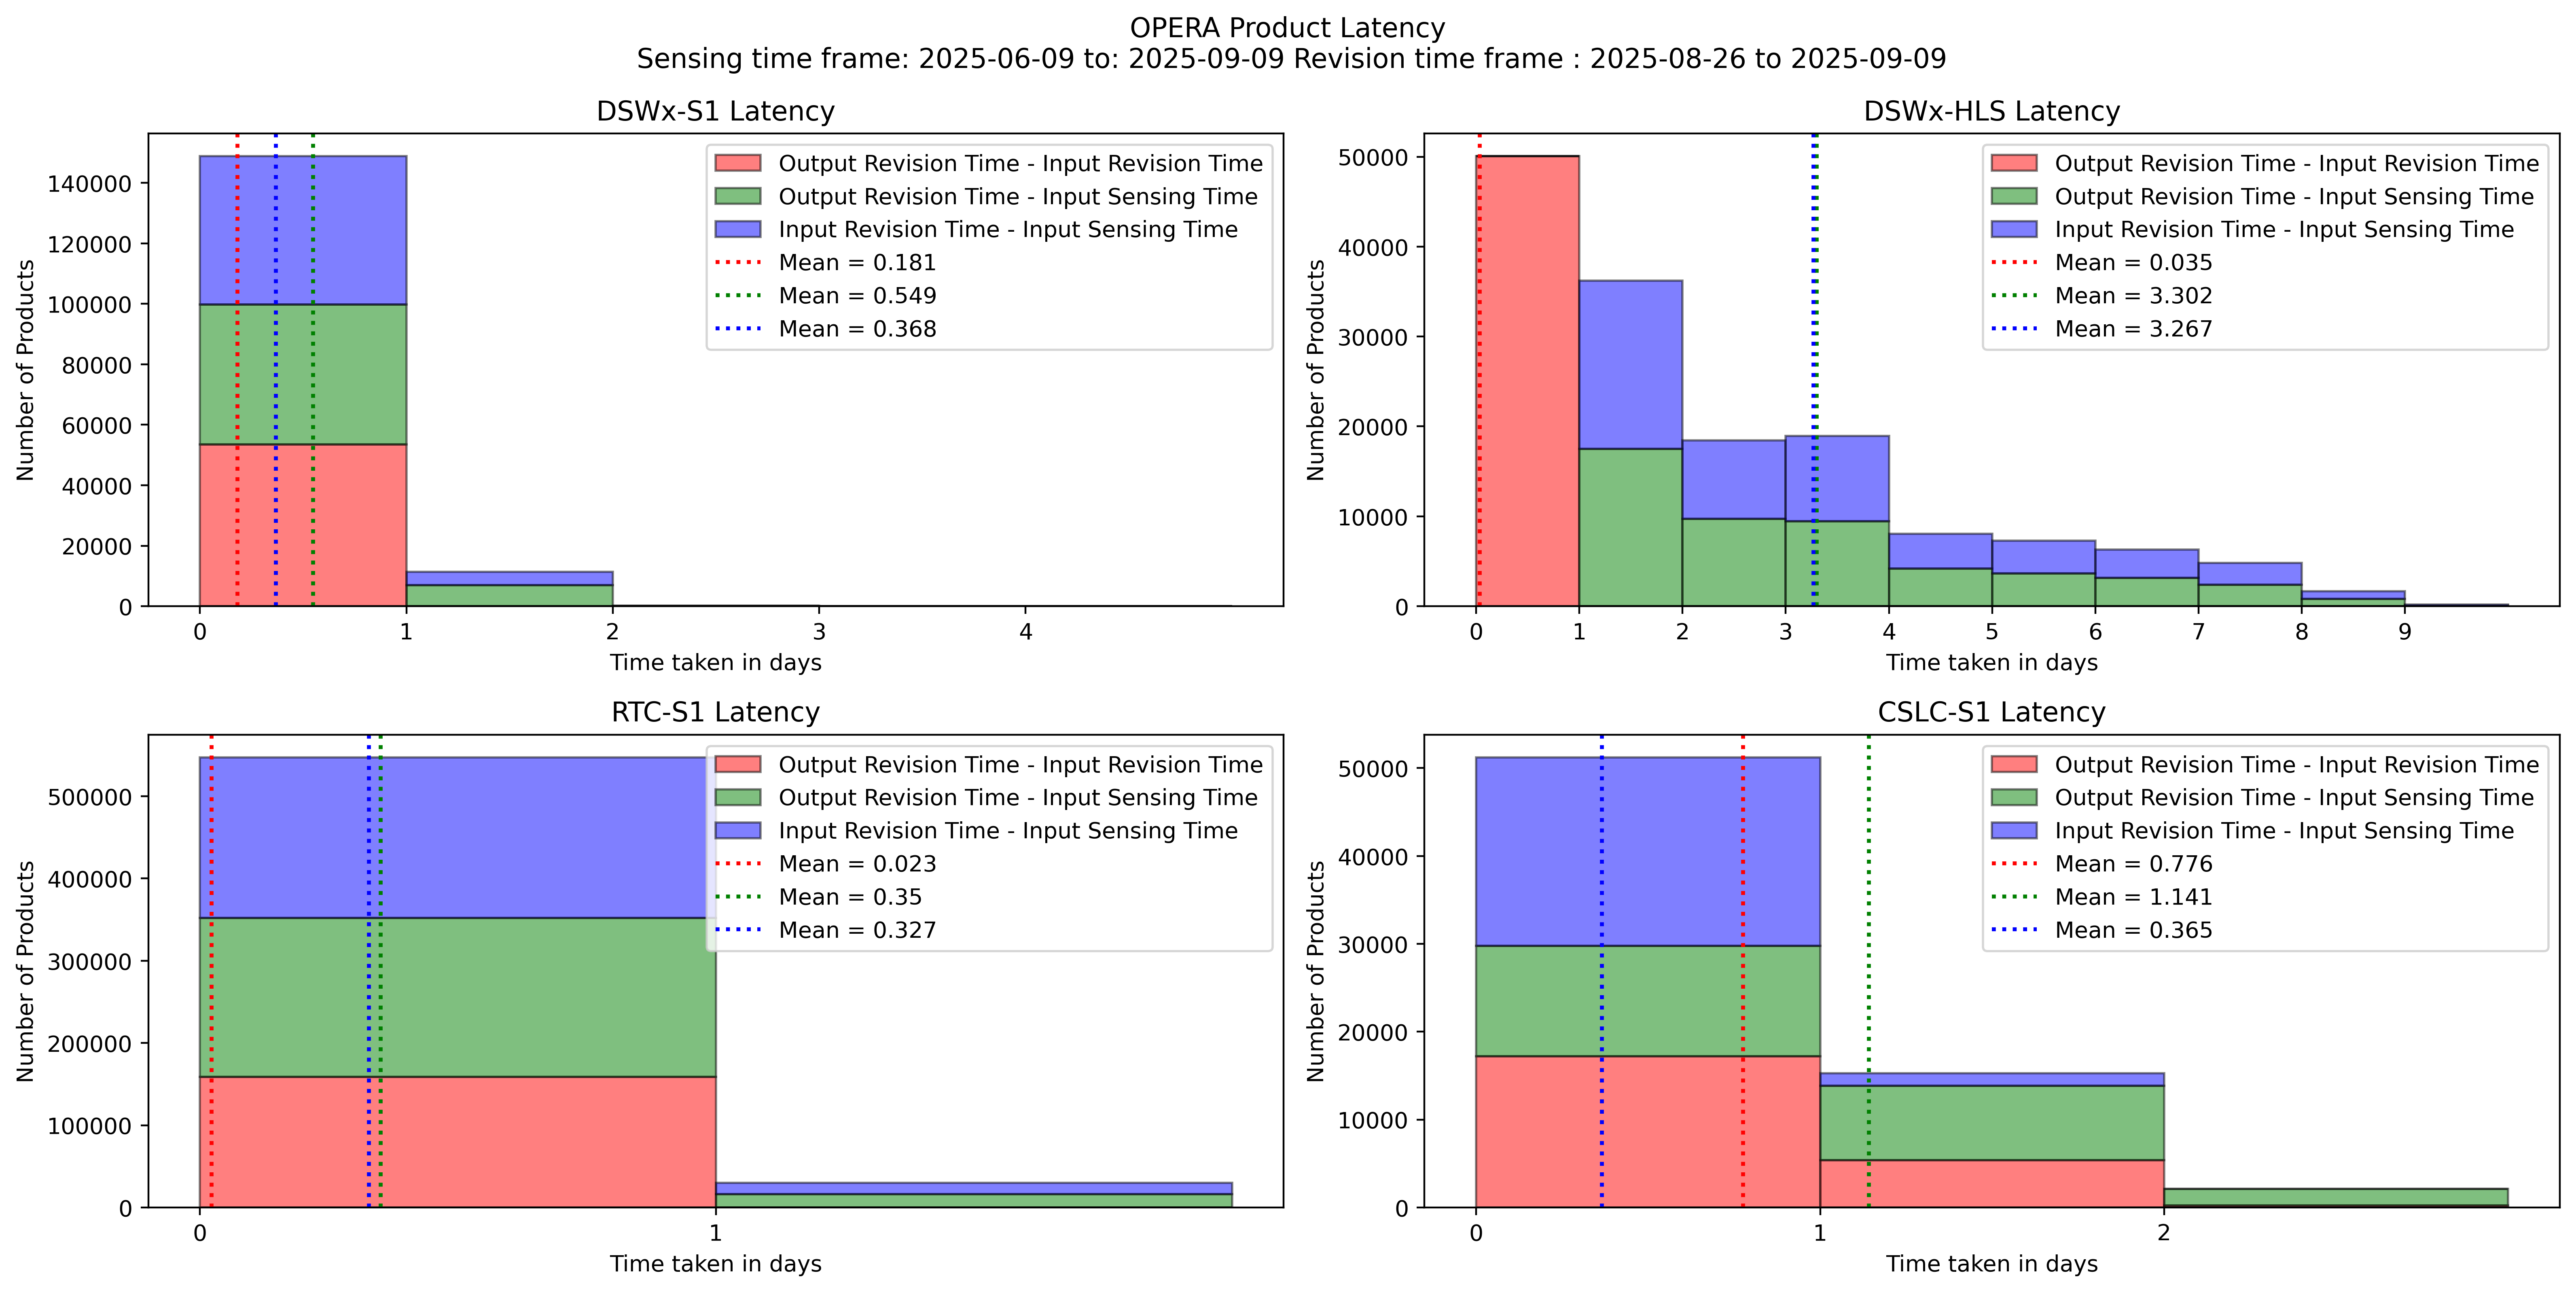 OPERA Product Latency
Sensing time frame: 2025-06-09 to: 2025-09-09 Revision time frame : 2025-08-26 to 2025-09-09
DSWx-S1 Latency
Number of Products
140000
120000
100000
80000
60000
40000
20000
0
0 1 2 3 4
Time taken in days
Output Revision Time - Input Revision Time
Output Revision Time - Input Sensing Time
Input Revision Time - Input Sensing Time
Mean = 0.181
Mean = 0.549
Mean = 0.368
DSWx-HLS Latency
Number of Products
50000
40000
30000
20000
10000
0
0 1 2 3 4 5 6 7 8 9
Time taken in days
Output Revision Time - Input Revision Time
Output Revision Time - Input Sensing Time
Input Revision Time - Input Sensing Time
Mean = 0.035
Mean = 3.302
Mean = 3.267
RTC-S1 Latency
Number of Products
500000
400000
300000
200000
100000
0
0 1
Time taken in days
Output Revision Time - Input Revision Time
Output Revision Time - Input Sensing Time
Input Revision Time - Input Sensing Time
Mean = 0.023
Mean = 0.35
Mean = 0.327
CSLC-S1 Latency
Number of Products
50000
40000
30000
20000
10000
0
0 1 2
Time taken in days
Output Revision Time - Input Revision Time
Output Revision Time - Input Sensing Time
Input Revision Time - Input Sensing Time
Mean = 0.776
Mean = 1.141
Mean = 0.365